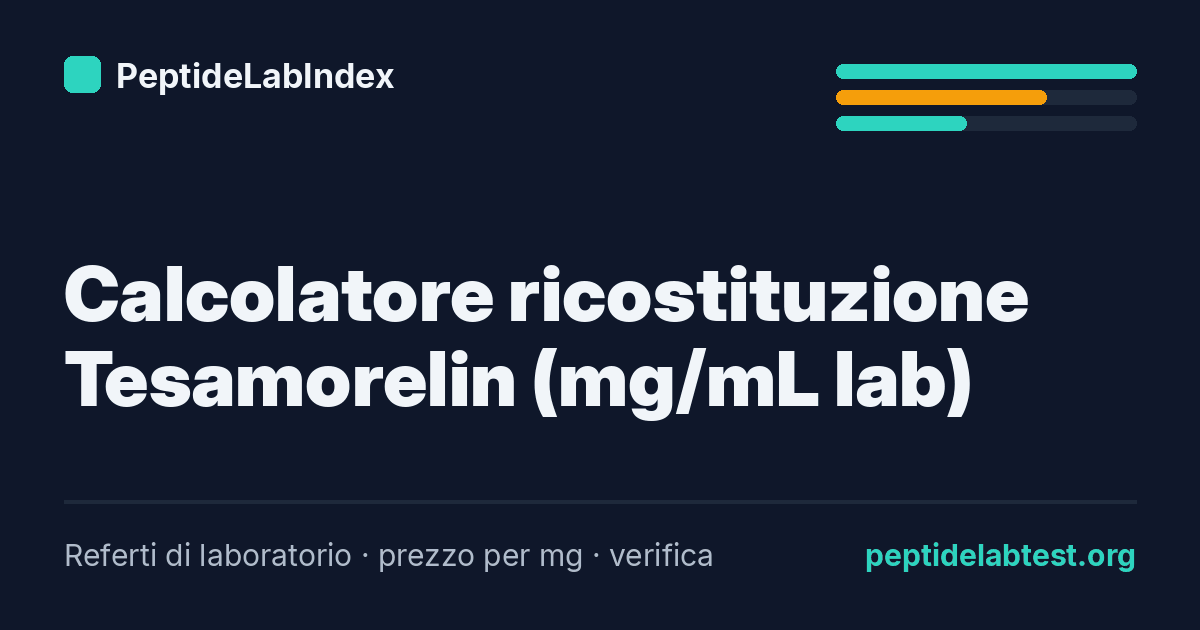 PeptideLabIndex
Calcolatore ricostituzione
Tesamorelin (mg/mL lab)
Referti di laboratorio · prezzo per mg · verifica
peptidelabtest.org